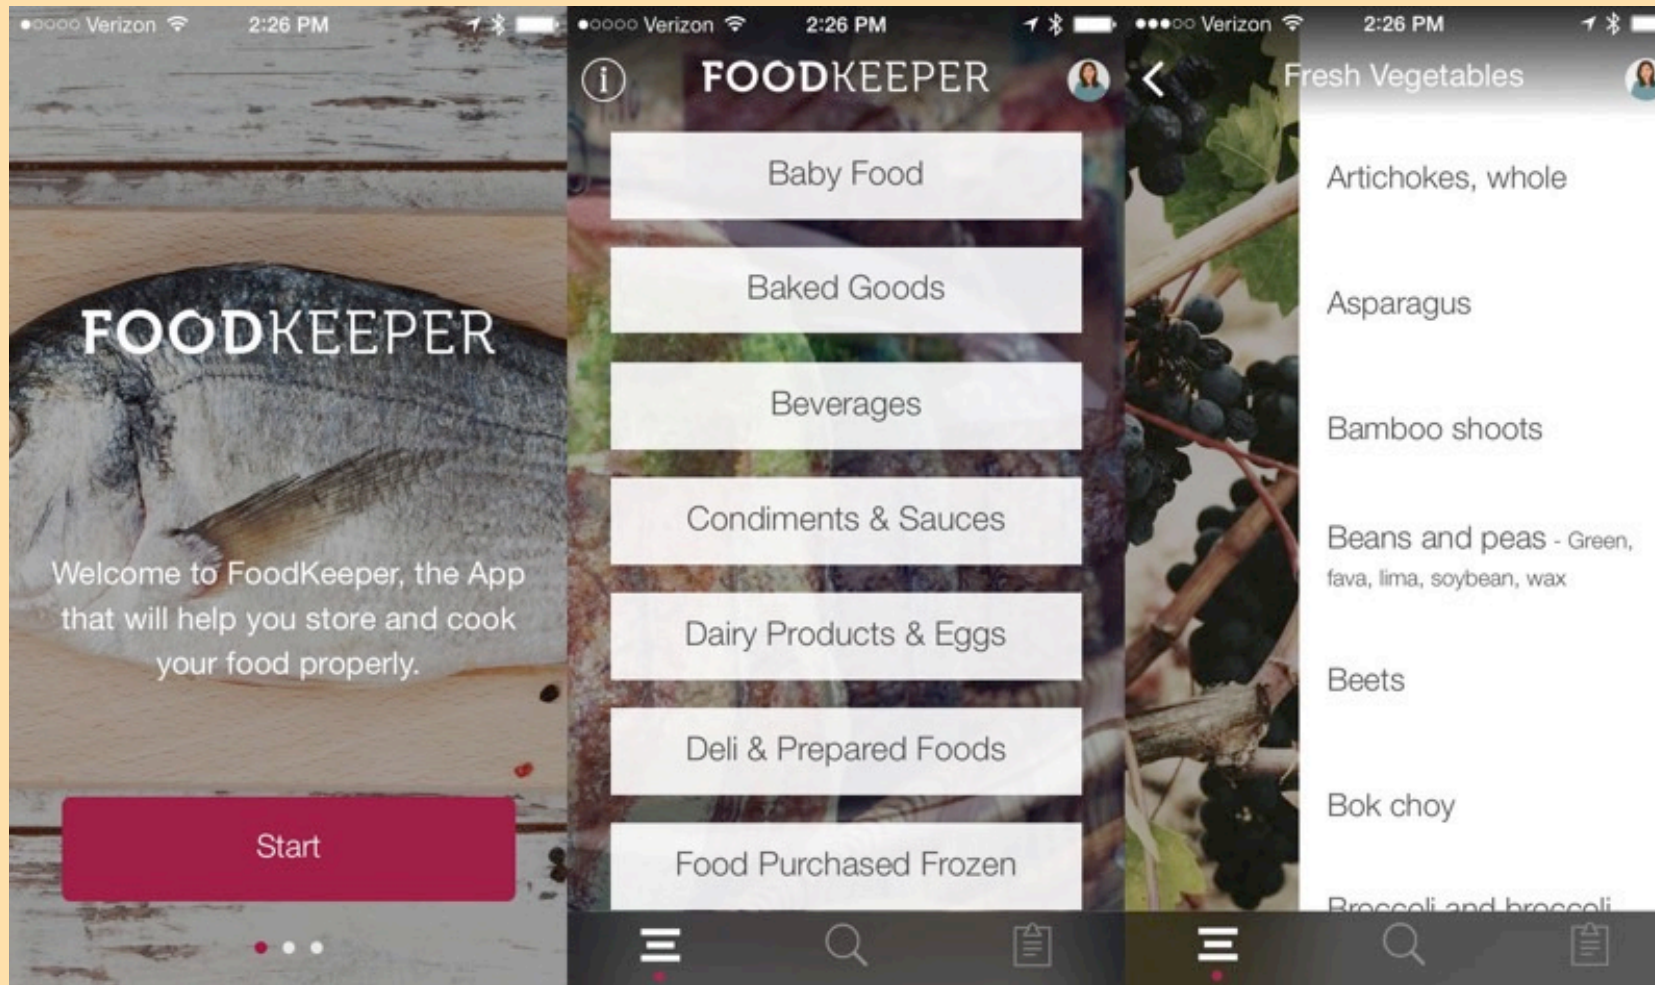 Verizon 2:26 PM
FOODKEEPER
Welcome to FoodKeeper, the App
that will help you store and cook
your food properly.
Start
Verizon 2:26 PM
i FOODKEEPER
Baby Food
Baked Goods
Beverages
Condiments & Sauces
Dairy Products & Eggs
Deli & Prepared Foods
Food Purchased Frozen
Verizon 2:26 PM
Fresh Vegetables
Artichokes, whole
Asparagus
Bamboo shoots
Beans and peas - Green,
fava, lima, soybean, wax
Beets
Bok choy
Broccoli and broccoli